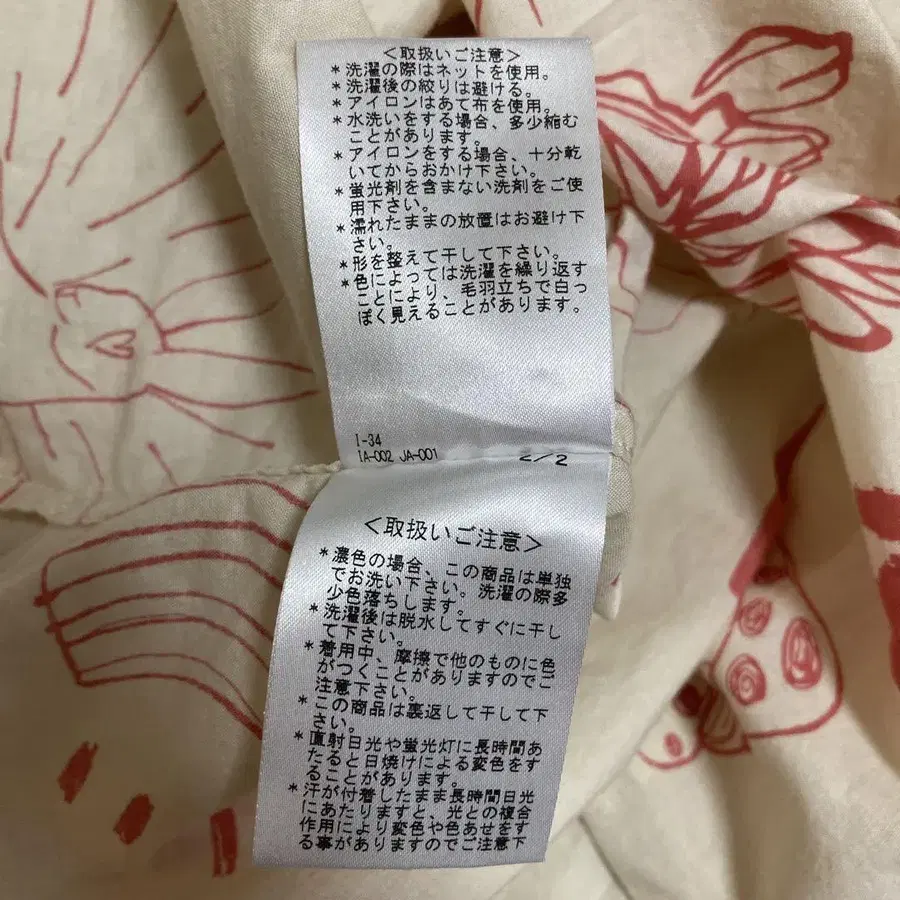 ＜取扱いご注意＞
＊洗濯の際はネットを使用。
＊洗濯後の絞りは避ける。
＊アイロンはあて布を使用。
＊水洗いをする場合、多少縮む
ことがあります。
＊アイロンをする場合、十分乾
いてからおかけ下さい。
＊蛍光剤を含まない洗剤をご使
用下さい。
＊濡れたままの放置はお避け下
さい。
＊形を整えて干して下さい。
＊色によっては洗濯を繰り返す
ことにより、毛羽立ちで白っ
ぽく見えることがあります。
I-34
IA-002 JA-001
2/2
＜取扱いご注意＞
＊濃色の場合、この商品は単独
でお洗い下さい。洗濯の際多
少色落ちします。
＊洗濯後は脱水してすぐに干し
て下さい。
＊着用中、摩擦で他のものに色
がつくことがありますのでご
注意下さい。
＊この商品は裏返して干して下
さい。
＊直射日光や蛍光灯に長時間あ
たると日焼けによる変色をす
ることがあります。
＊汗が付着したまま長時間日光
にあたりますと、光との複合
作用により変色や色あせをす
る事がありますのでご注意下